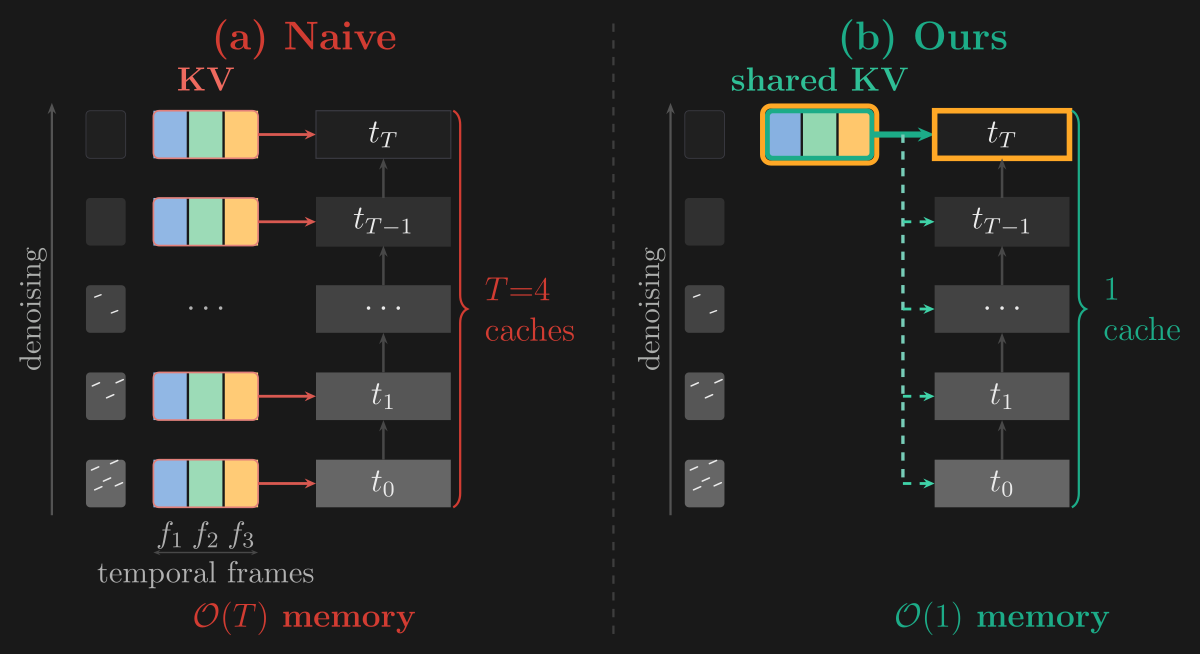 (a) Naive
KV
denoising
t_T
t_{T−1}
...
...
t_1
t_0
T=4
caches
f_1 f_2 f_3
temporal frames
O(T) memory
(b) Ours
shared KV
denoising
t_T
t_{T−1}
...
t_1
t_0
1
cache
O(1) memory